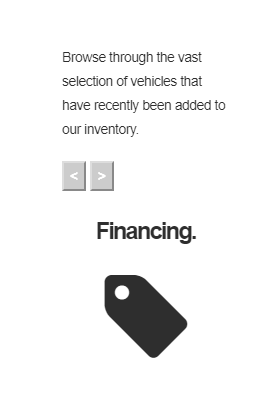 Browse through the vast
selection of vehicles that
have recently been added to
our inventory.
< >
Financing.